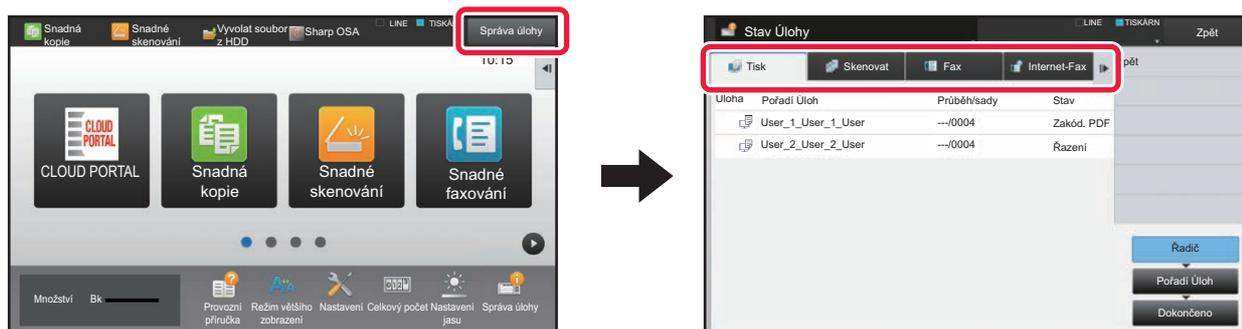 Snadná kopie
Snadné skenování
Vyvolat soubor z HDD
Sharp OSA
LINE
Správa úlohy
10:15
CLOUD PORTAL
CLOUD PORTAL
Snadná kopie
Snadné skenování
Snadné faxování
Množství Bk
Provozní příručka
Režim většího zobrazení
Nastavení
Celkový počet
Nastavení jasu
Správa úlohy
Stav Úlohy
LINE
TISKÁRN
Zpět
Tisk
Skenovat
Fax
Internet-Fax
pět
Úloha Pořadí Úloh Průběh/sady Stav
User_1_User_1_User ---/0004 Zakód. PDF
User_2_User_2_User ---/0004 Řazení
Řadič
Pořadí Úloh
Dokončeno